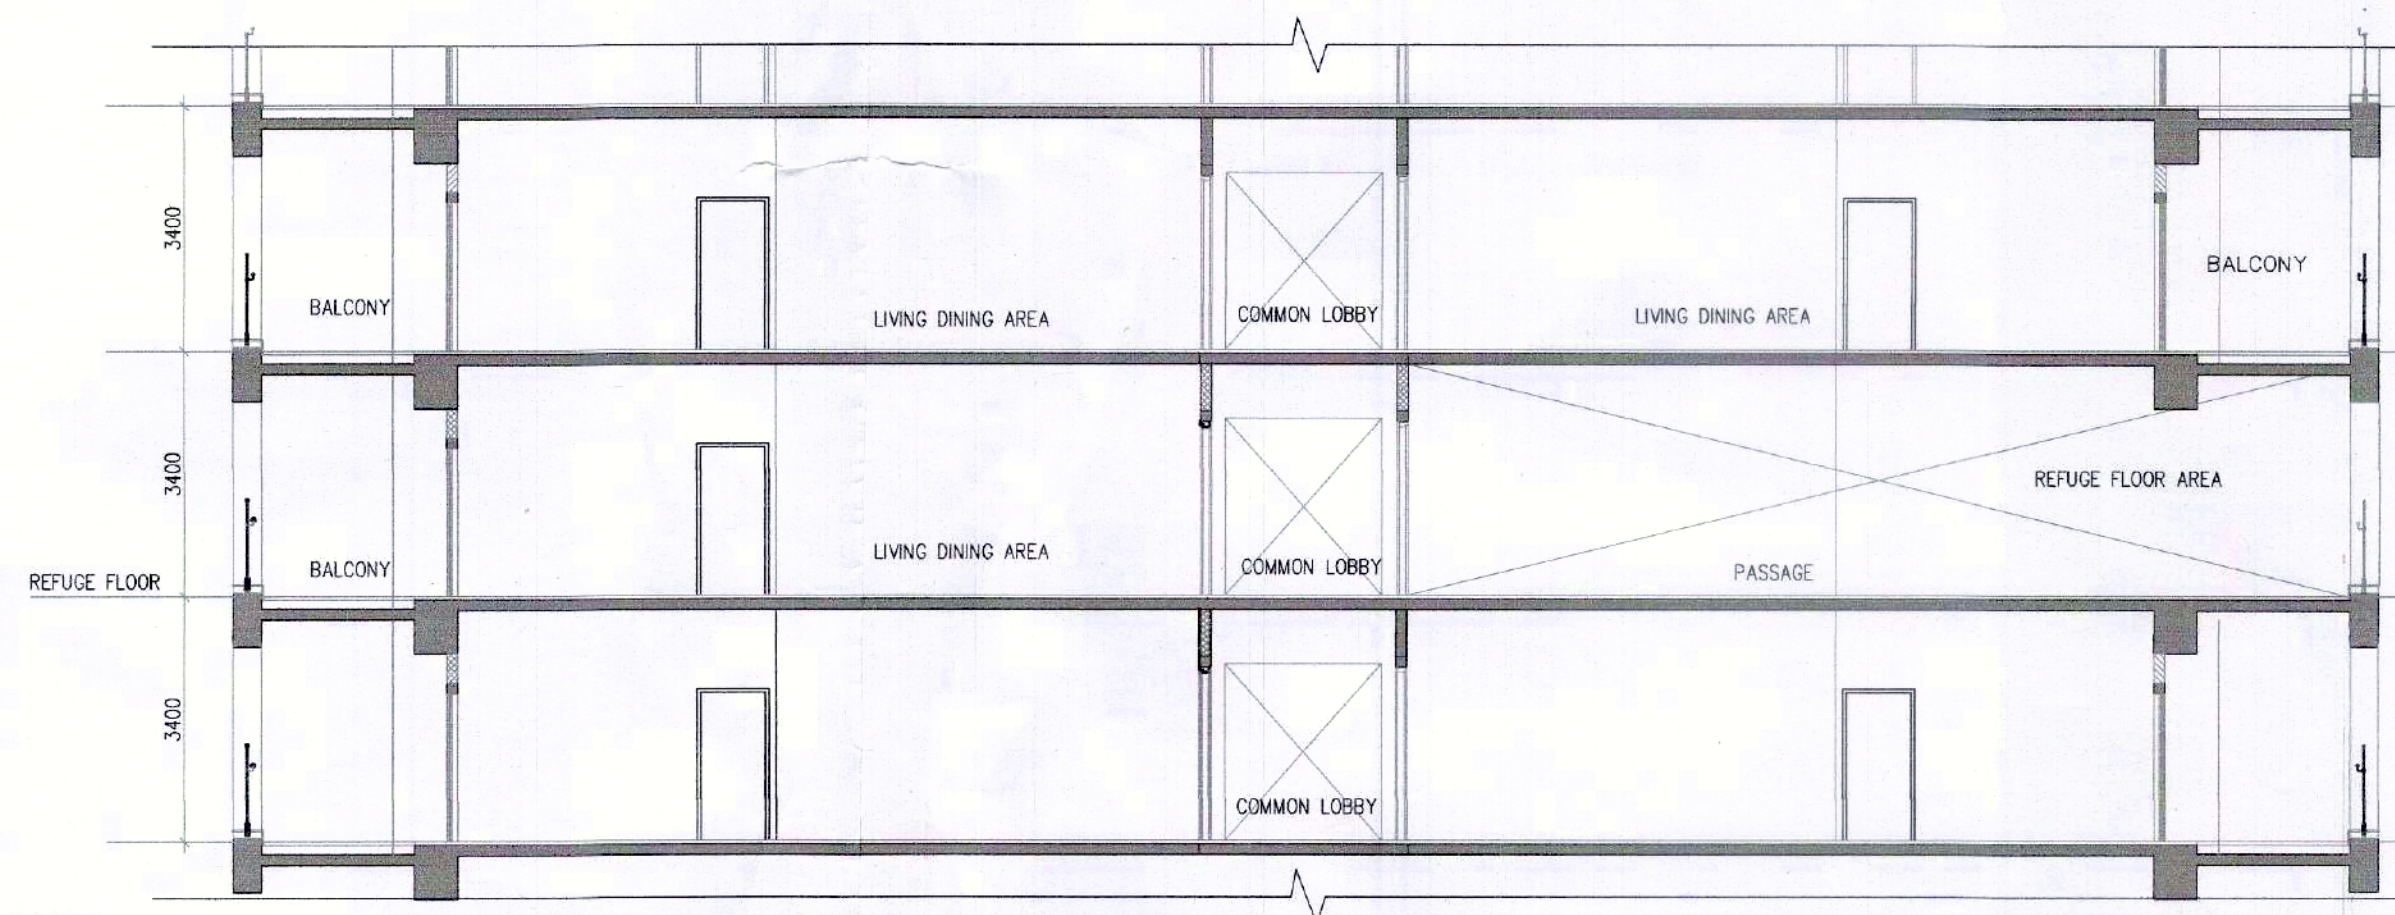 3400
BALCONY
LIVING DINING AREA
COMMON LOBBY
LIVING DINING AREA
BALCONY
3400
REFUGE FLOOR
BALCONY
LIVING DINING AREA
COMMON LOBBY
REFUGE FLOOR AREA
PASSAGE
3400
COMMON LOBBY